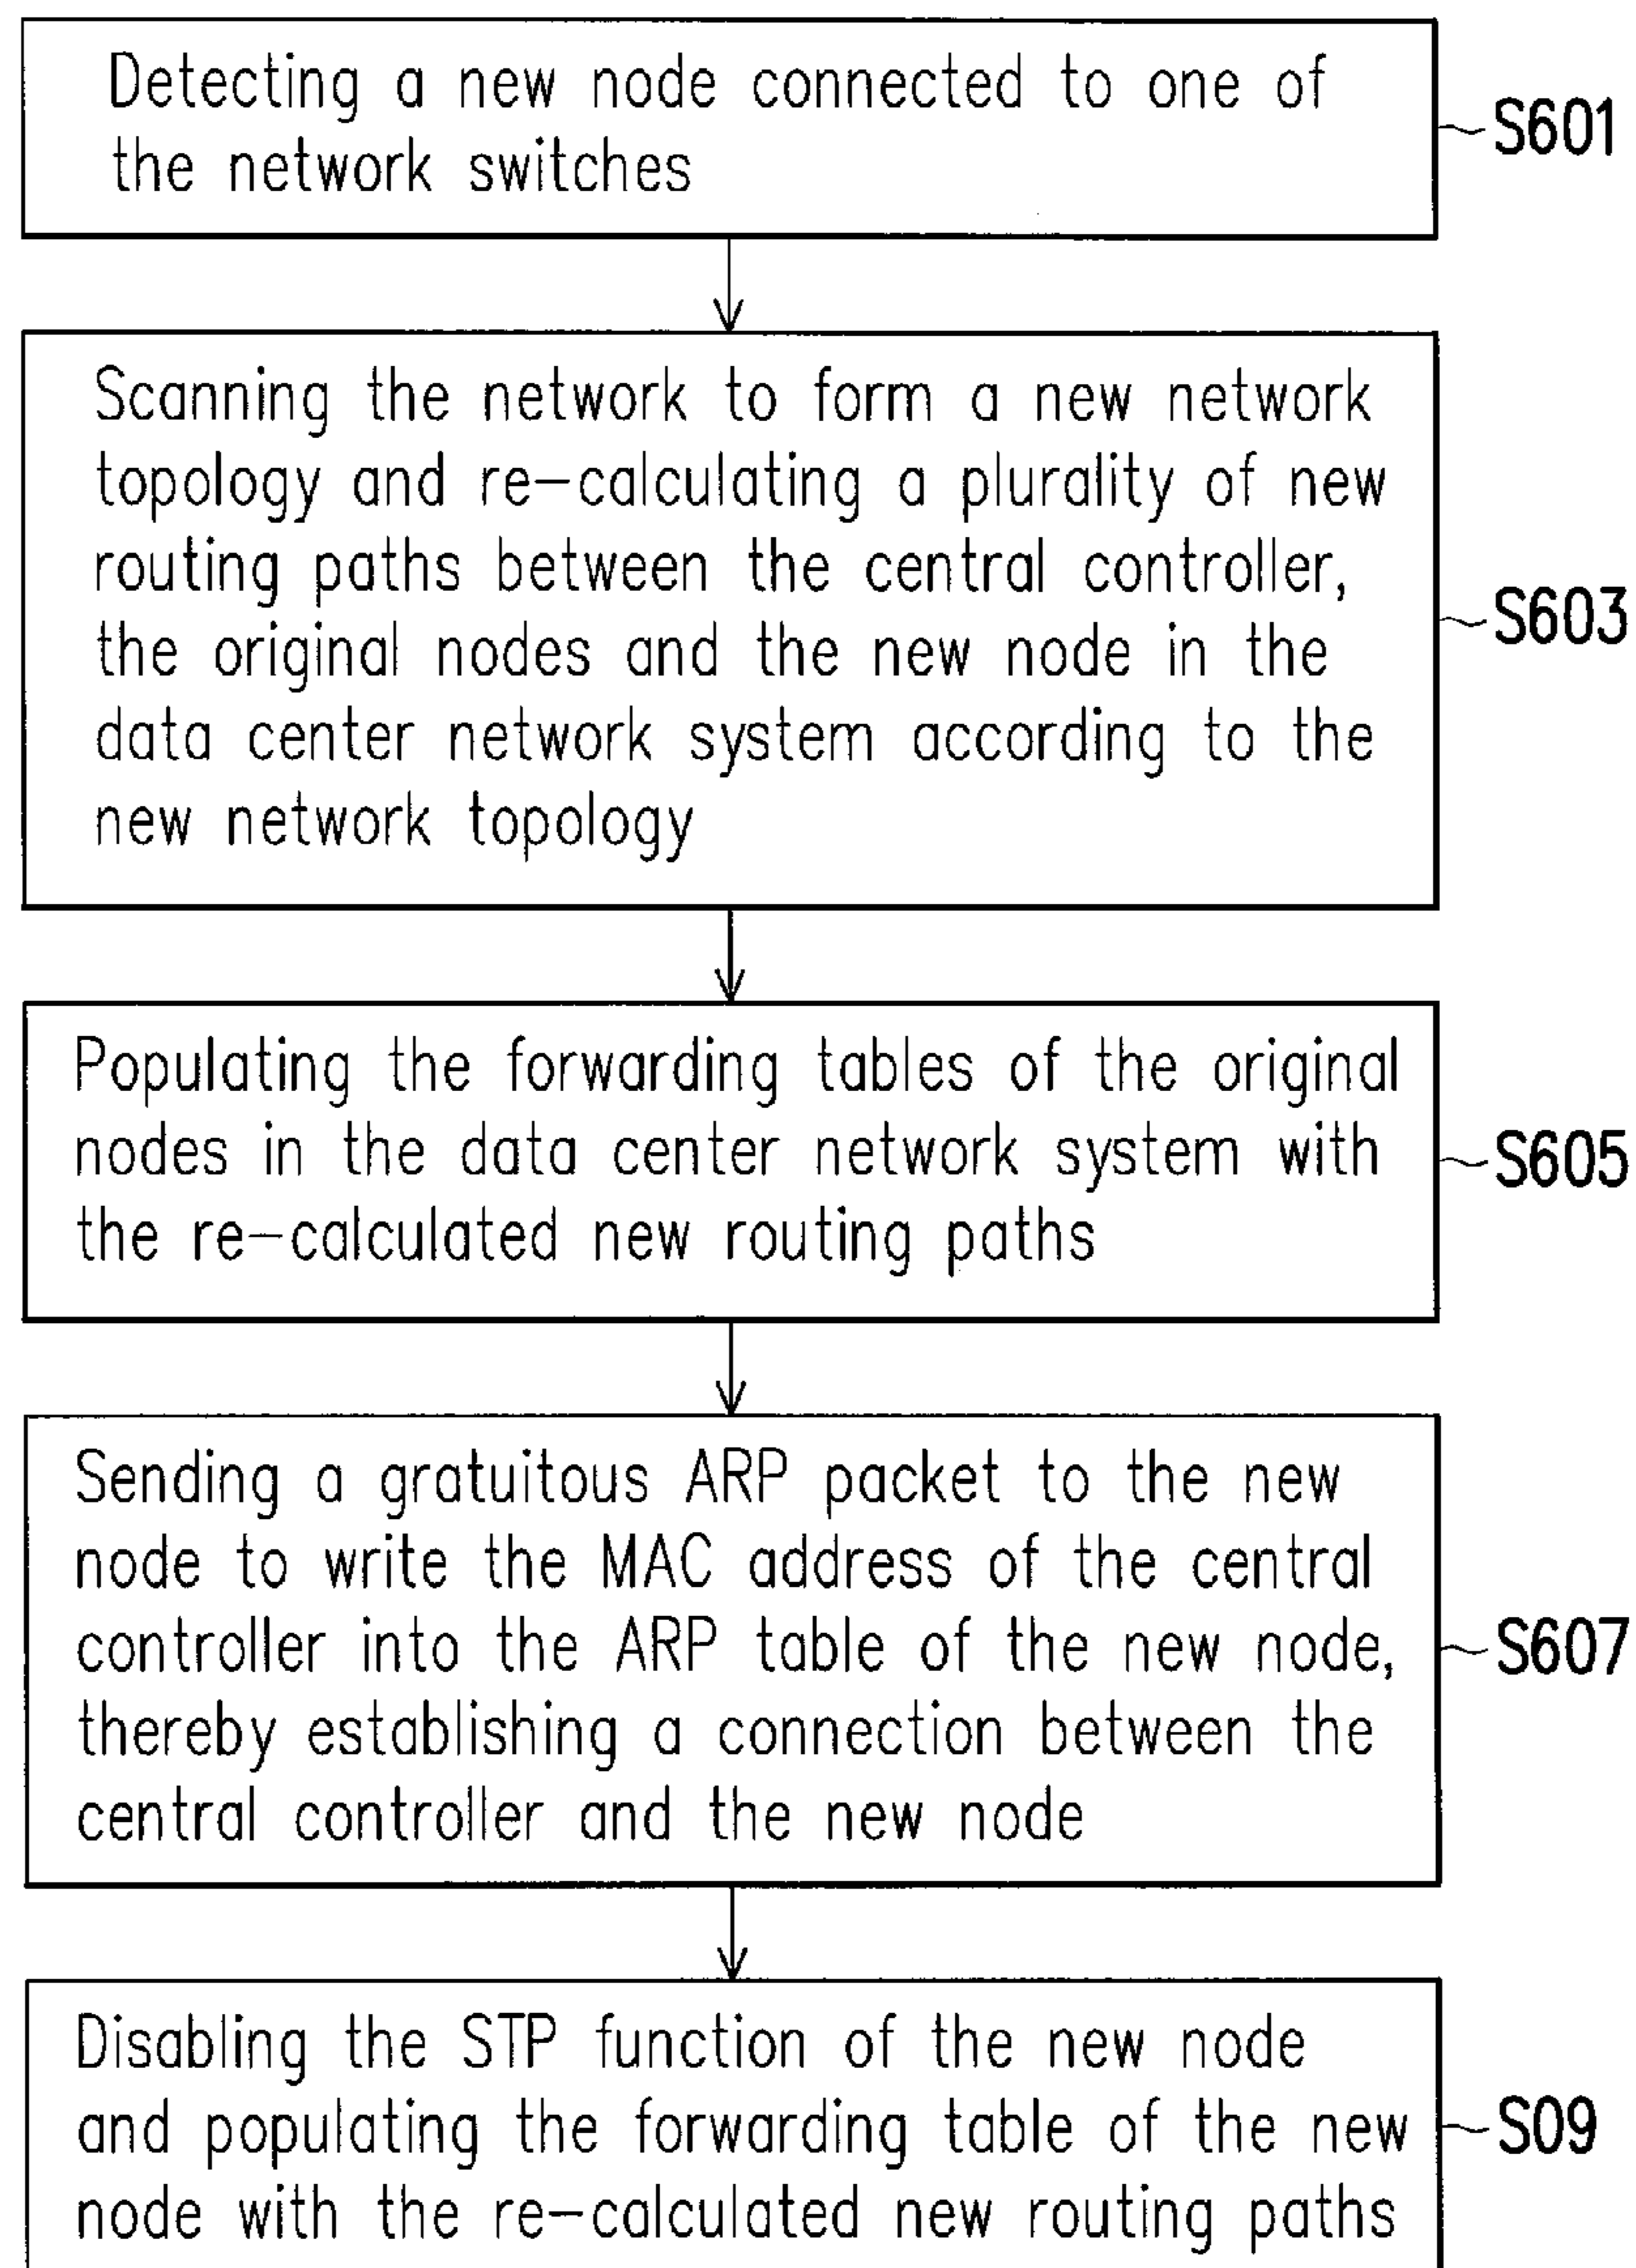 Detecting a new node connected to one of
the network switches
S601
Scanning the network to form a new network
topology and re-calculating a plurality of new
routing paths between the central controller,
the original nodes and the new node in the
data center network system according to the
new network topology
S603
Populating the forwarding tables of the original
nodes in the data center network system with
the re-calculated new routing paths
S605
Sending a gratuitous ARP packet to the new
node to write the MAC address of the central
controller into the ARP table of the new node,
thereby establishing a connection between the
central controller and the new node
S607
Disabling the STP function of the new node
and populating the forwarding table of the new
node with the re-calculated new routing paths
S09